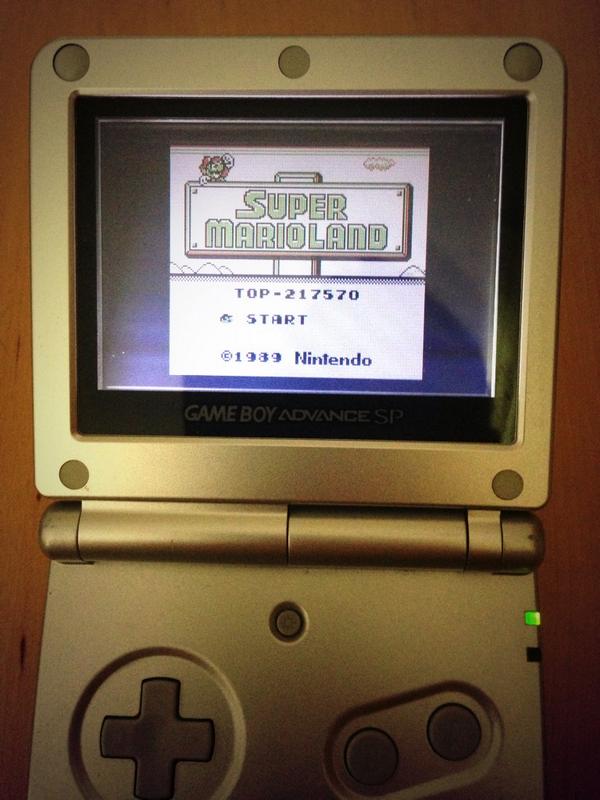 SUPER
MARIOLAND
TOP-217570
START
©1989 Nintendo
GAME BOY ADVANCE SP